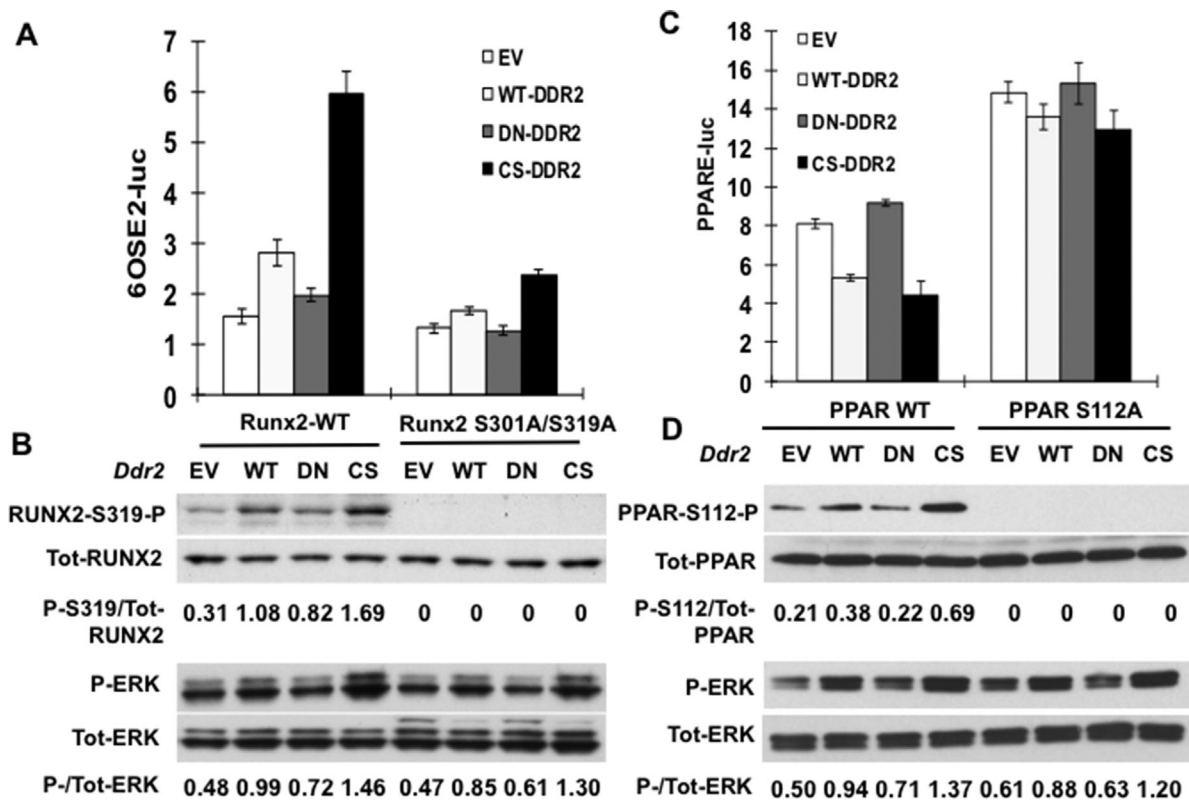 A
7
6
5
4
3
2
1
0
6OSE2-luc
EV
WT-DDR2
DN-DDR2
CS-DDR2
Runx2-WT
Runx2 S301A/S319A
B
Ddr2 EV WT DN CS EV WT DN CS
RUNX2-S319-P
Tot-RUNX2
P-S319/Tot-
RUNX2
0.31 1.08 0.82 1.69 0 0 0 0
P-ERK
Tot-ERK
P-/Tot-ERK 0.48 0.99 0.72 1.46 0.47 0.85 0.61 1.30
C
18
16
14
12
10
8
6
4
2
0
PPARE-luc
EV
WT-DDR2
DN-DDR2
CS-DDR2
PPAR WT
PPAR S112A
D
Ddr2 EV WT DN CS EV WT DN CS
PPAR-S112-P
Tot-PPAR
P-S112/Tot-
PPAR
0.21 0.38 0.22 0.69 0 0 0 0
P-ERK
Tot-ERK
P-/Tot-ERK 0.50 0.94 0.71 1.37 0.61 0.88 0.63 1.20